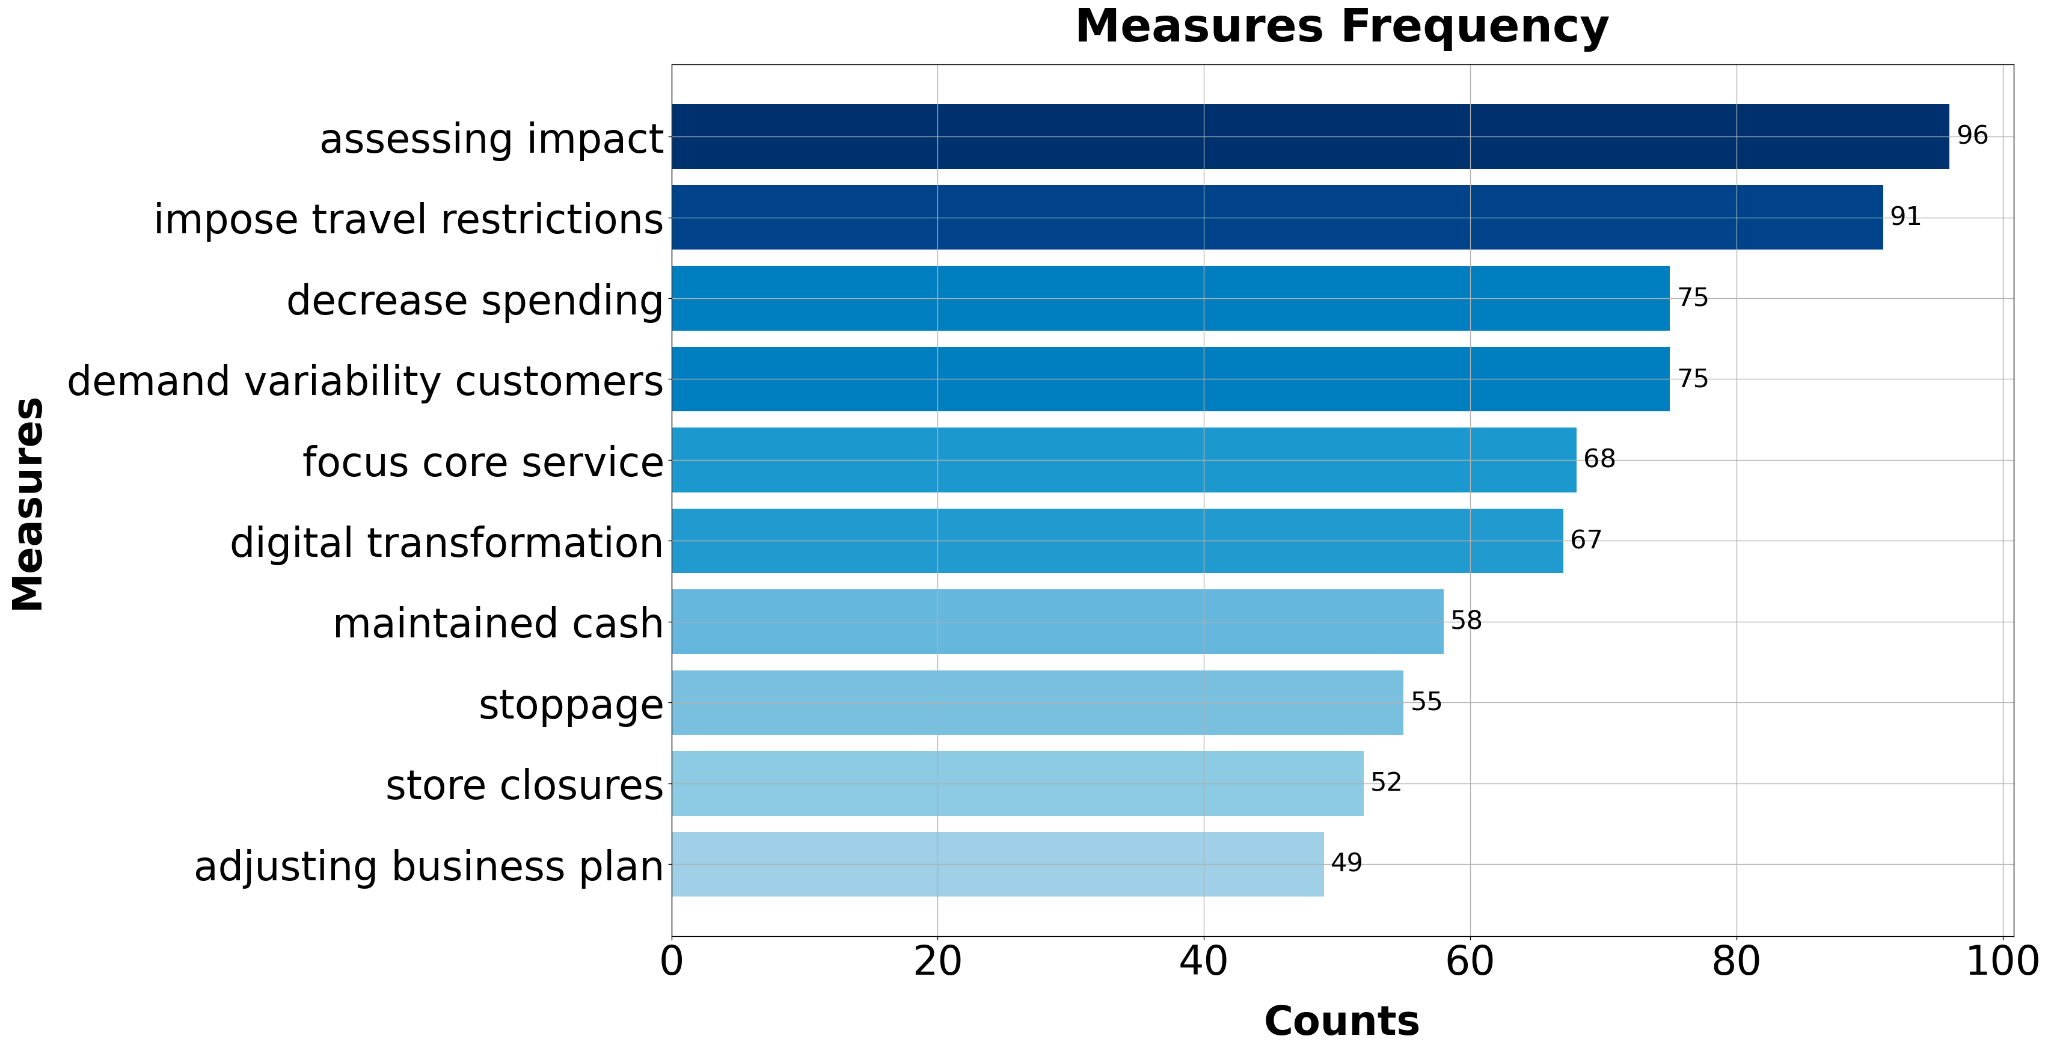 Measures Frequency
assessing impact 96
impose travel restrictions 91
decrease spending 75
demand variability customers 75
focus core service 68
digital transformation 67
maintained cash 58
stoppage 55
store closures 52
adjusting business plan 49
Measures
0 20 40 60 80 100
Counts